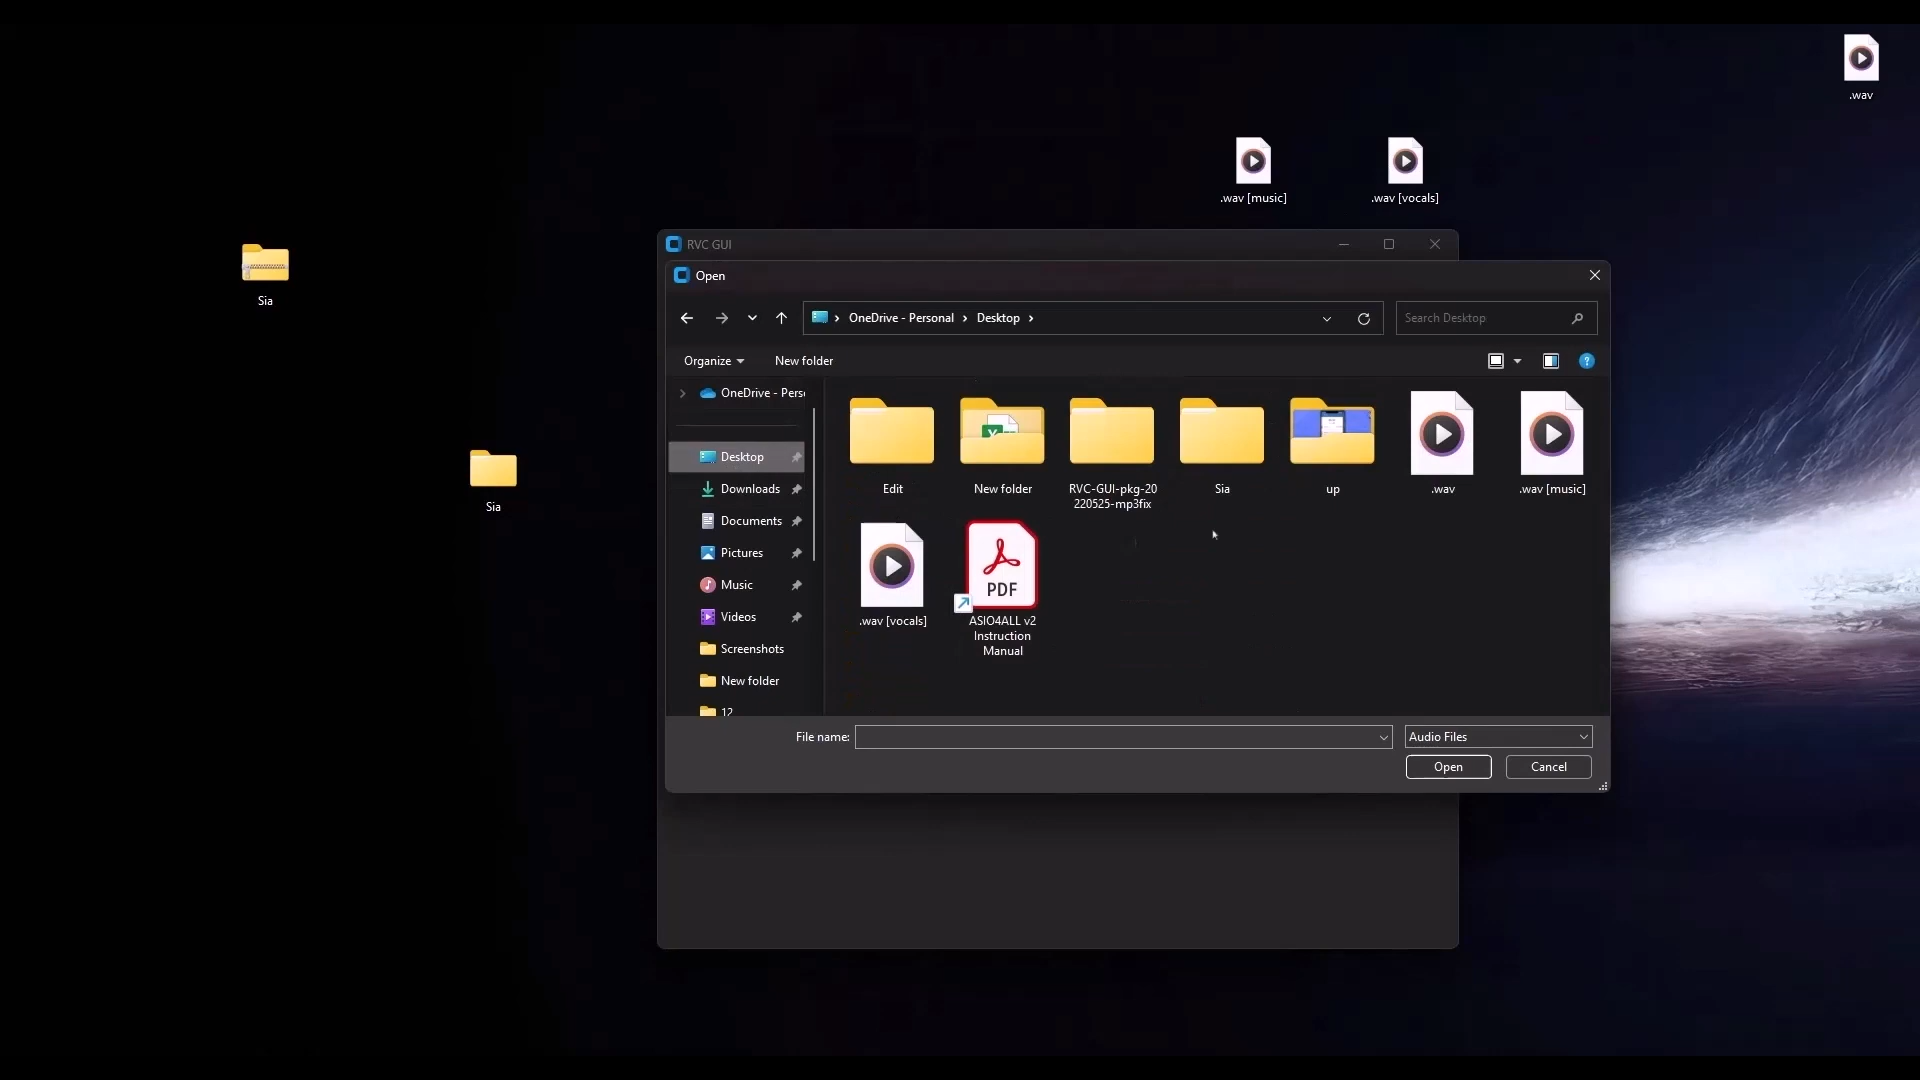 .wav
.wav [music]
.wav [vocals]
Sia
Sia
RVC GUI
Open
OneDrive - Personal
Desktop
Search Desktop
Organize
New folder
OneDrive - Perso
Desktop
Downloads
Documents
Pictures
Music
Videos
Screenshots
New folder
12
Edit
New folder
RVC-GUI-pkg-20
220525-mp3fix
Sia
up
.wav
.wav [music]
.wav [vocals]
PDF
ASIO4ALL v2
Instruction
Manual
File name:
Audio Files
Open
Cancel